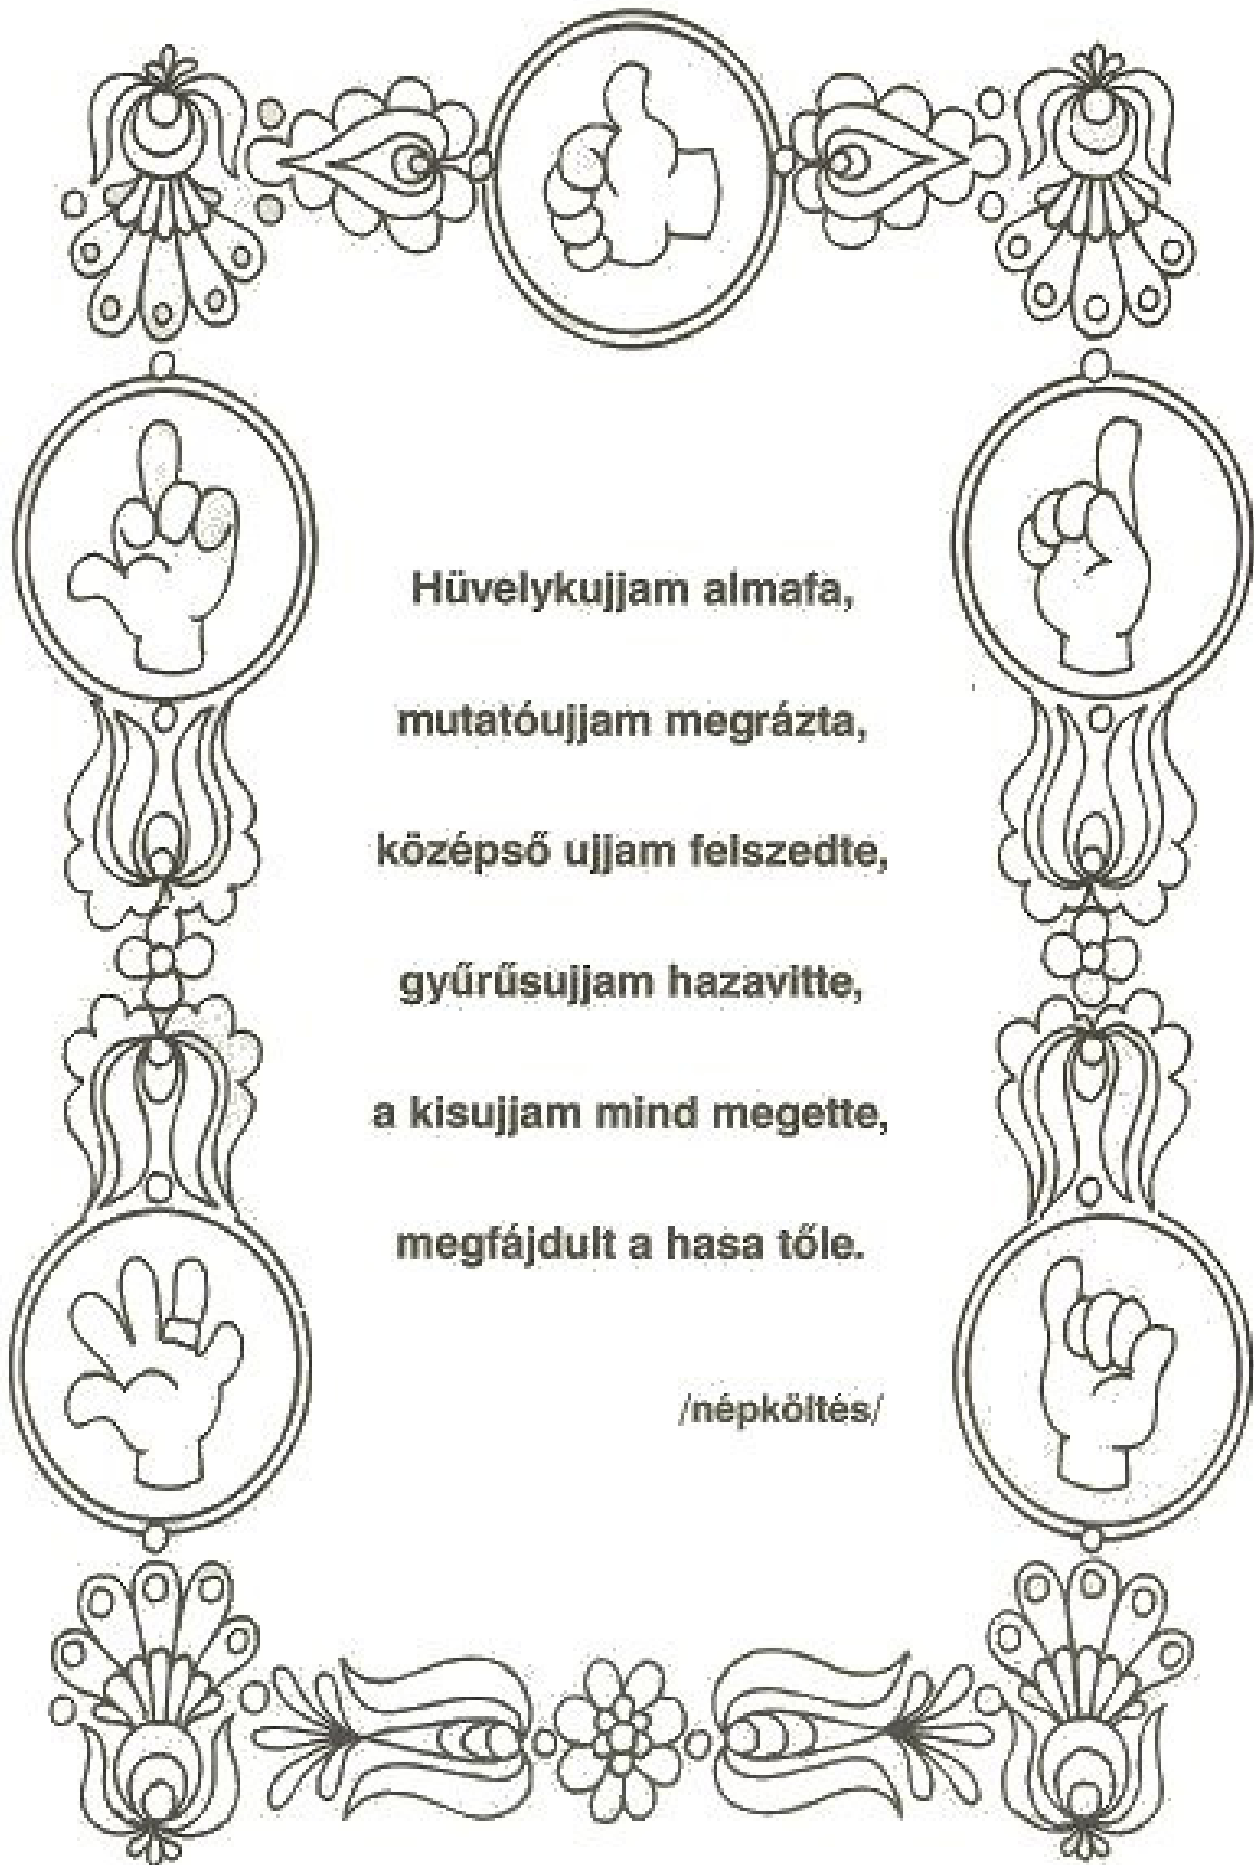 Hüvelykujjam almafa,
mutatóujjam megrázta,
középső ujjam felszedte,
gyűrűsujjam hazavitte,
a kisujjam mind megette,
megfájdult a hasa tőle.
/népköltés/